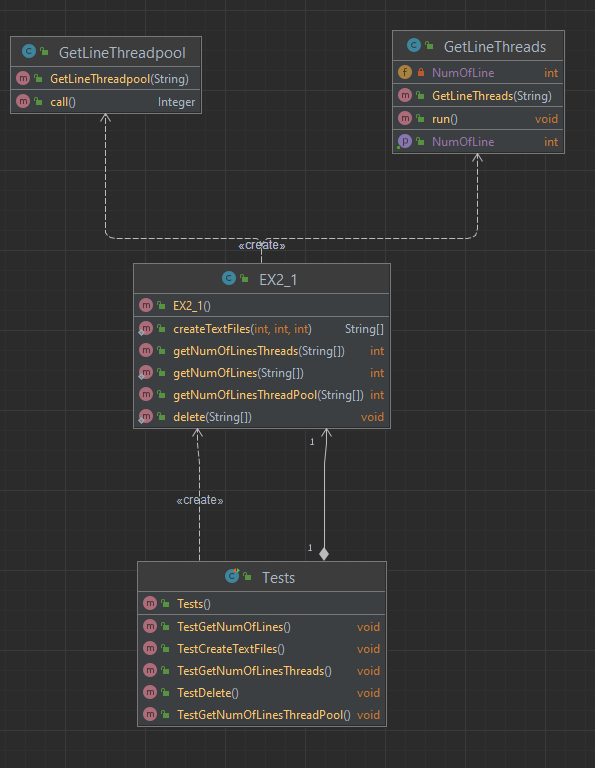 GetLineThreadpool
GetLineThreadpool(String)
call() Integer
GetLineThreads
NumOfLine int
GetLineThreads(String)
run() void
NumOfLine int
«create»
EX2_1
EX2_1()
createTextFiles(int, int, int) String[]
getNumOfLinesThreads(String[]) int
getNumOfLines(String[]) int
getNumOfLinesThreadPool(String[]) int
delete(String[]) void
1
«create»
1
Tests
Tests()
TestGetNumOfLines() void
TestCreateTextFiles() void
TestGetNumOfLinesThreads() void
TestDelete() void
TestGetNumOfLinesThreadPool() void